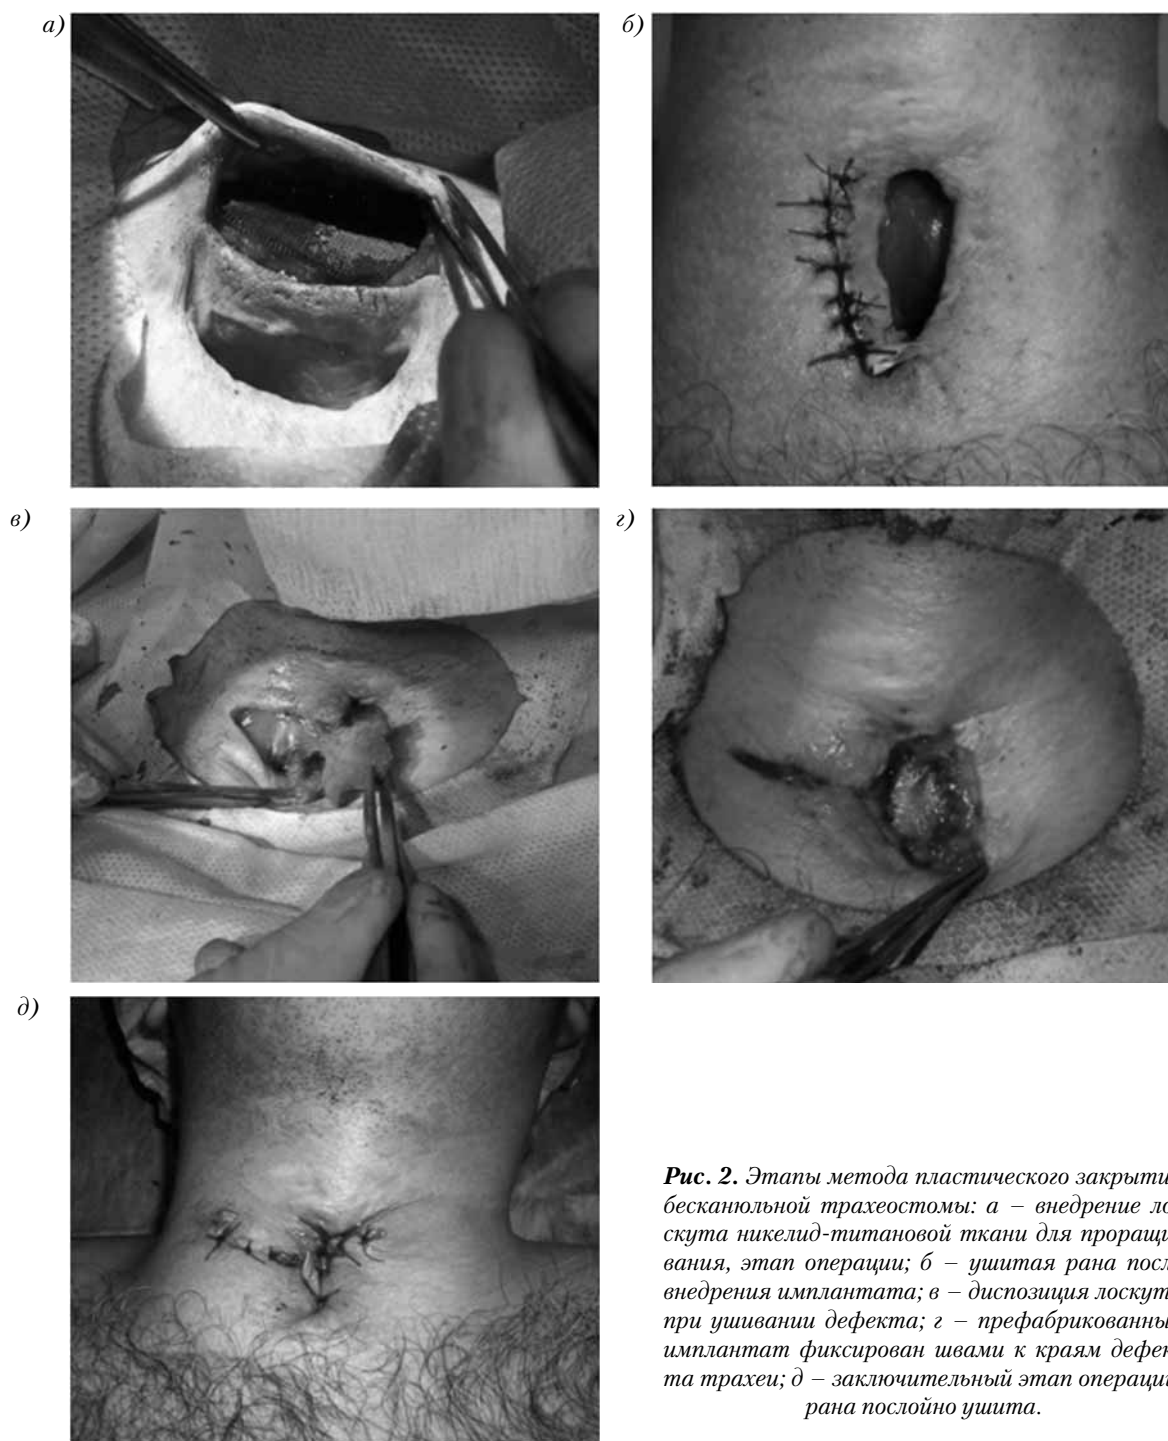 а)
б)
в)
г)
д)
Рис. 2. Этапы метода пластического закрыти
бесканюльной трахеостомы: а – внедрение ло
скута никелид-титановой ткани для проращи
вания, этап операции; б – ушитая рана посл
внедрения имплантата; в – диспозиция лоскут
при ушивании дефекта; г – префабрикованны
имплантат фиксирован швами к краям дефек
та трахеи; д – заключительный этап операци
рана послойно ушита.